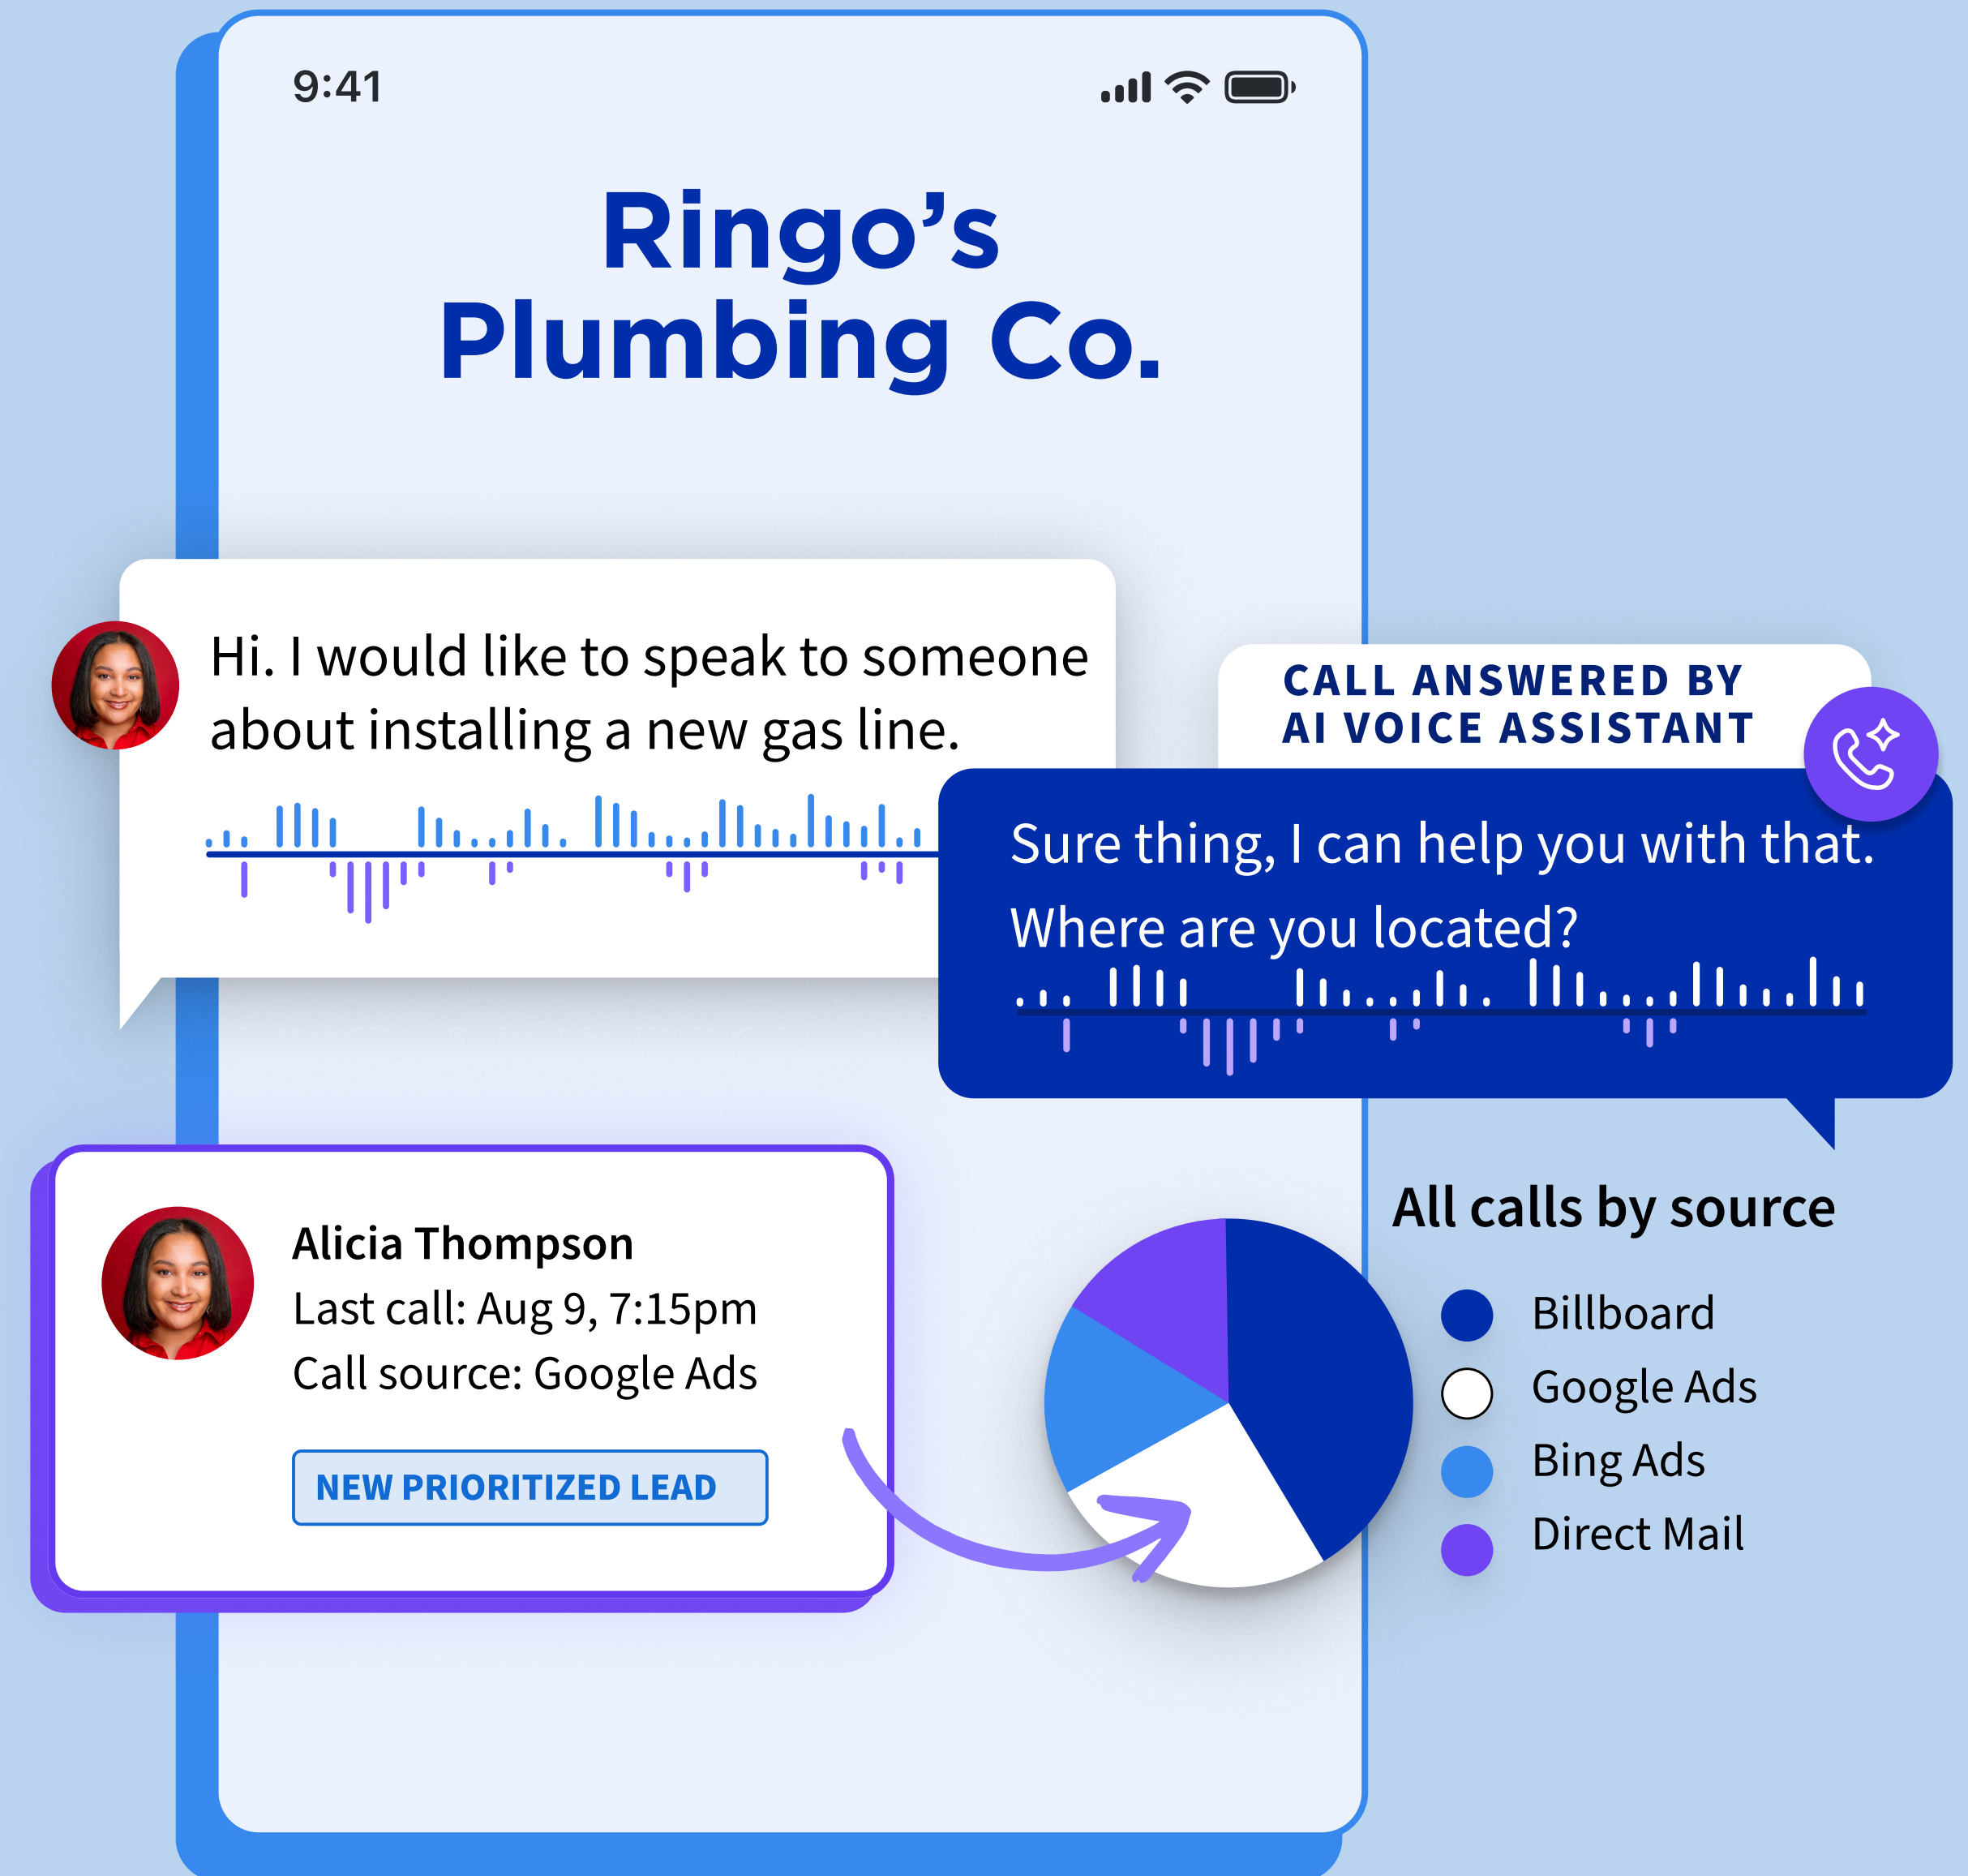 9:41
Ringo’s
Plumbing Co.
Hi. I would like to speak to someone
about installing a new gas line.
CALL ANSWERED BY
AI VOICE ASSISTANT
Sure thing, I can help you with that.
Where are you located?
Alicia Thompson
Last call: Aug 9, 7:15pm
Call source: Google Ads
NEW PRIORITIZED LEAD
All calls by source
Billboard
Google Ads
Bing Ads
Direct Mail